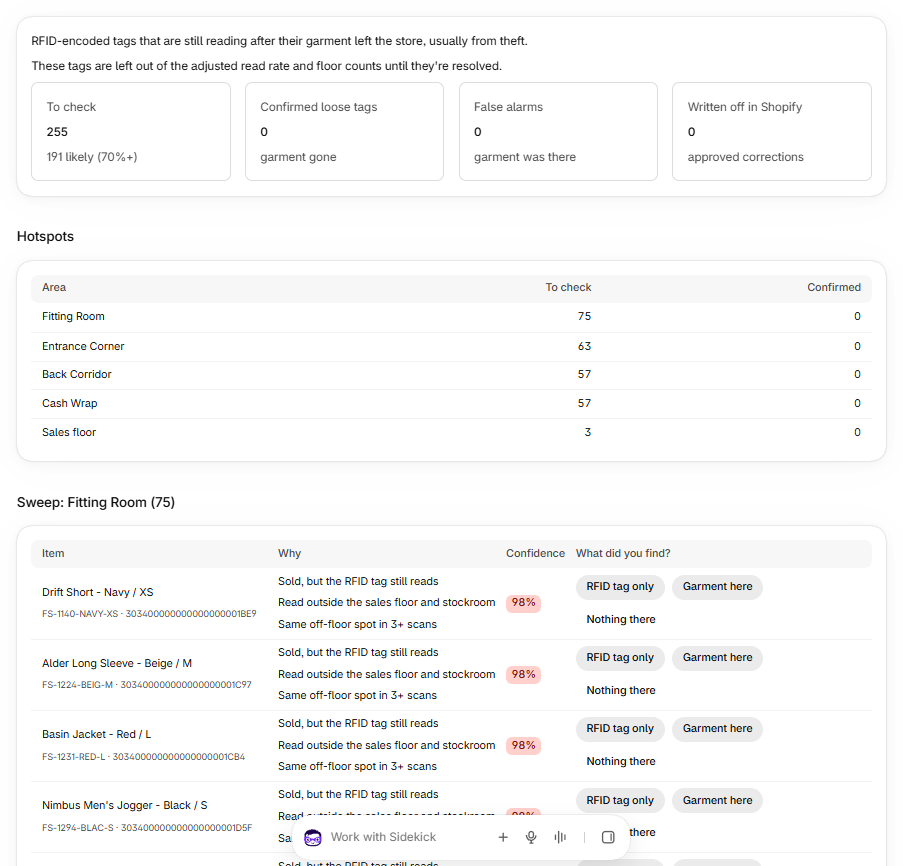 RFID-encoded tags that are still reading after their garment left the store, usually from theft.
These tags are left out of the adjusted read rate and floor counts until they're resolved.
To check
255
191 likely (70%+)
Confirmed loose tags
0
garment gone
False alarms
0
garment was there
Written off in Shopify
0
approved corrections
Hotspots
Area To check Confirmed
Fitting Room 75 0
Entrance Corner 63 0
Back Corridor 57 0
Cash Wrap 57 0
Sales floor 3 0
Sweep: Fitting Room (75)
Item Why Confidence What did you find?
Drift Short - Navy / XS
FS-1140-NAVY-XS · 303400000000000000001BE9
Sold, but the RFID tag still reads
Read outside the sales floor and stockroom
Same off-floor spot in 3+ scans
98%
RFID tag only Garment here
Nothing there
Alder Long Sleeve - Beige / M
FS-1224-BEIG-M · 303400000000000000001C97
Sold, but the RFID tag still reads
Read outside the sales floor and stockroom
Same off-floor spot in 3+ scans
98%
RFID tag only Garment here
Nothing there
Basin Jacket - Red / L
FS-1231-RED-L · 303400000000000000001CB4
Sold, but the RFID tag still reads
Read outside the sales floor and stockroom
Same off-floor spot in 3+ scans
98%
RFID tag only Garment here
Nothing there
Nimbus Men's Jogger - Black / S
FS-1294-BLAC-S · 303400000000000000001D5F
Sold, but the RFID tag still reads
RFID tag only Garment here
there
Work with Sidekick